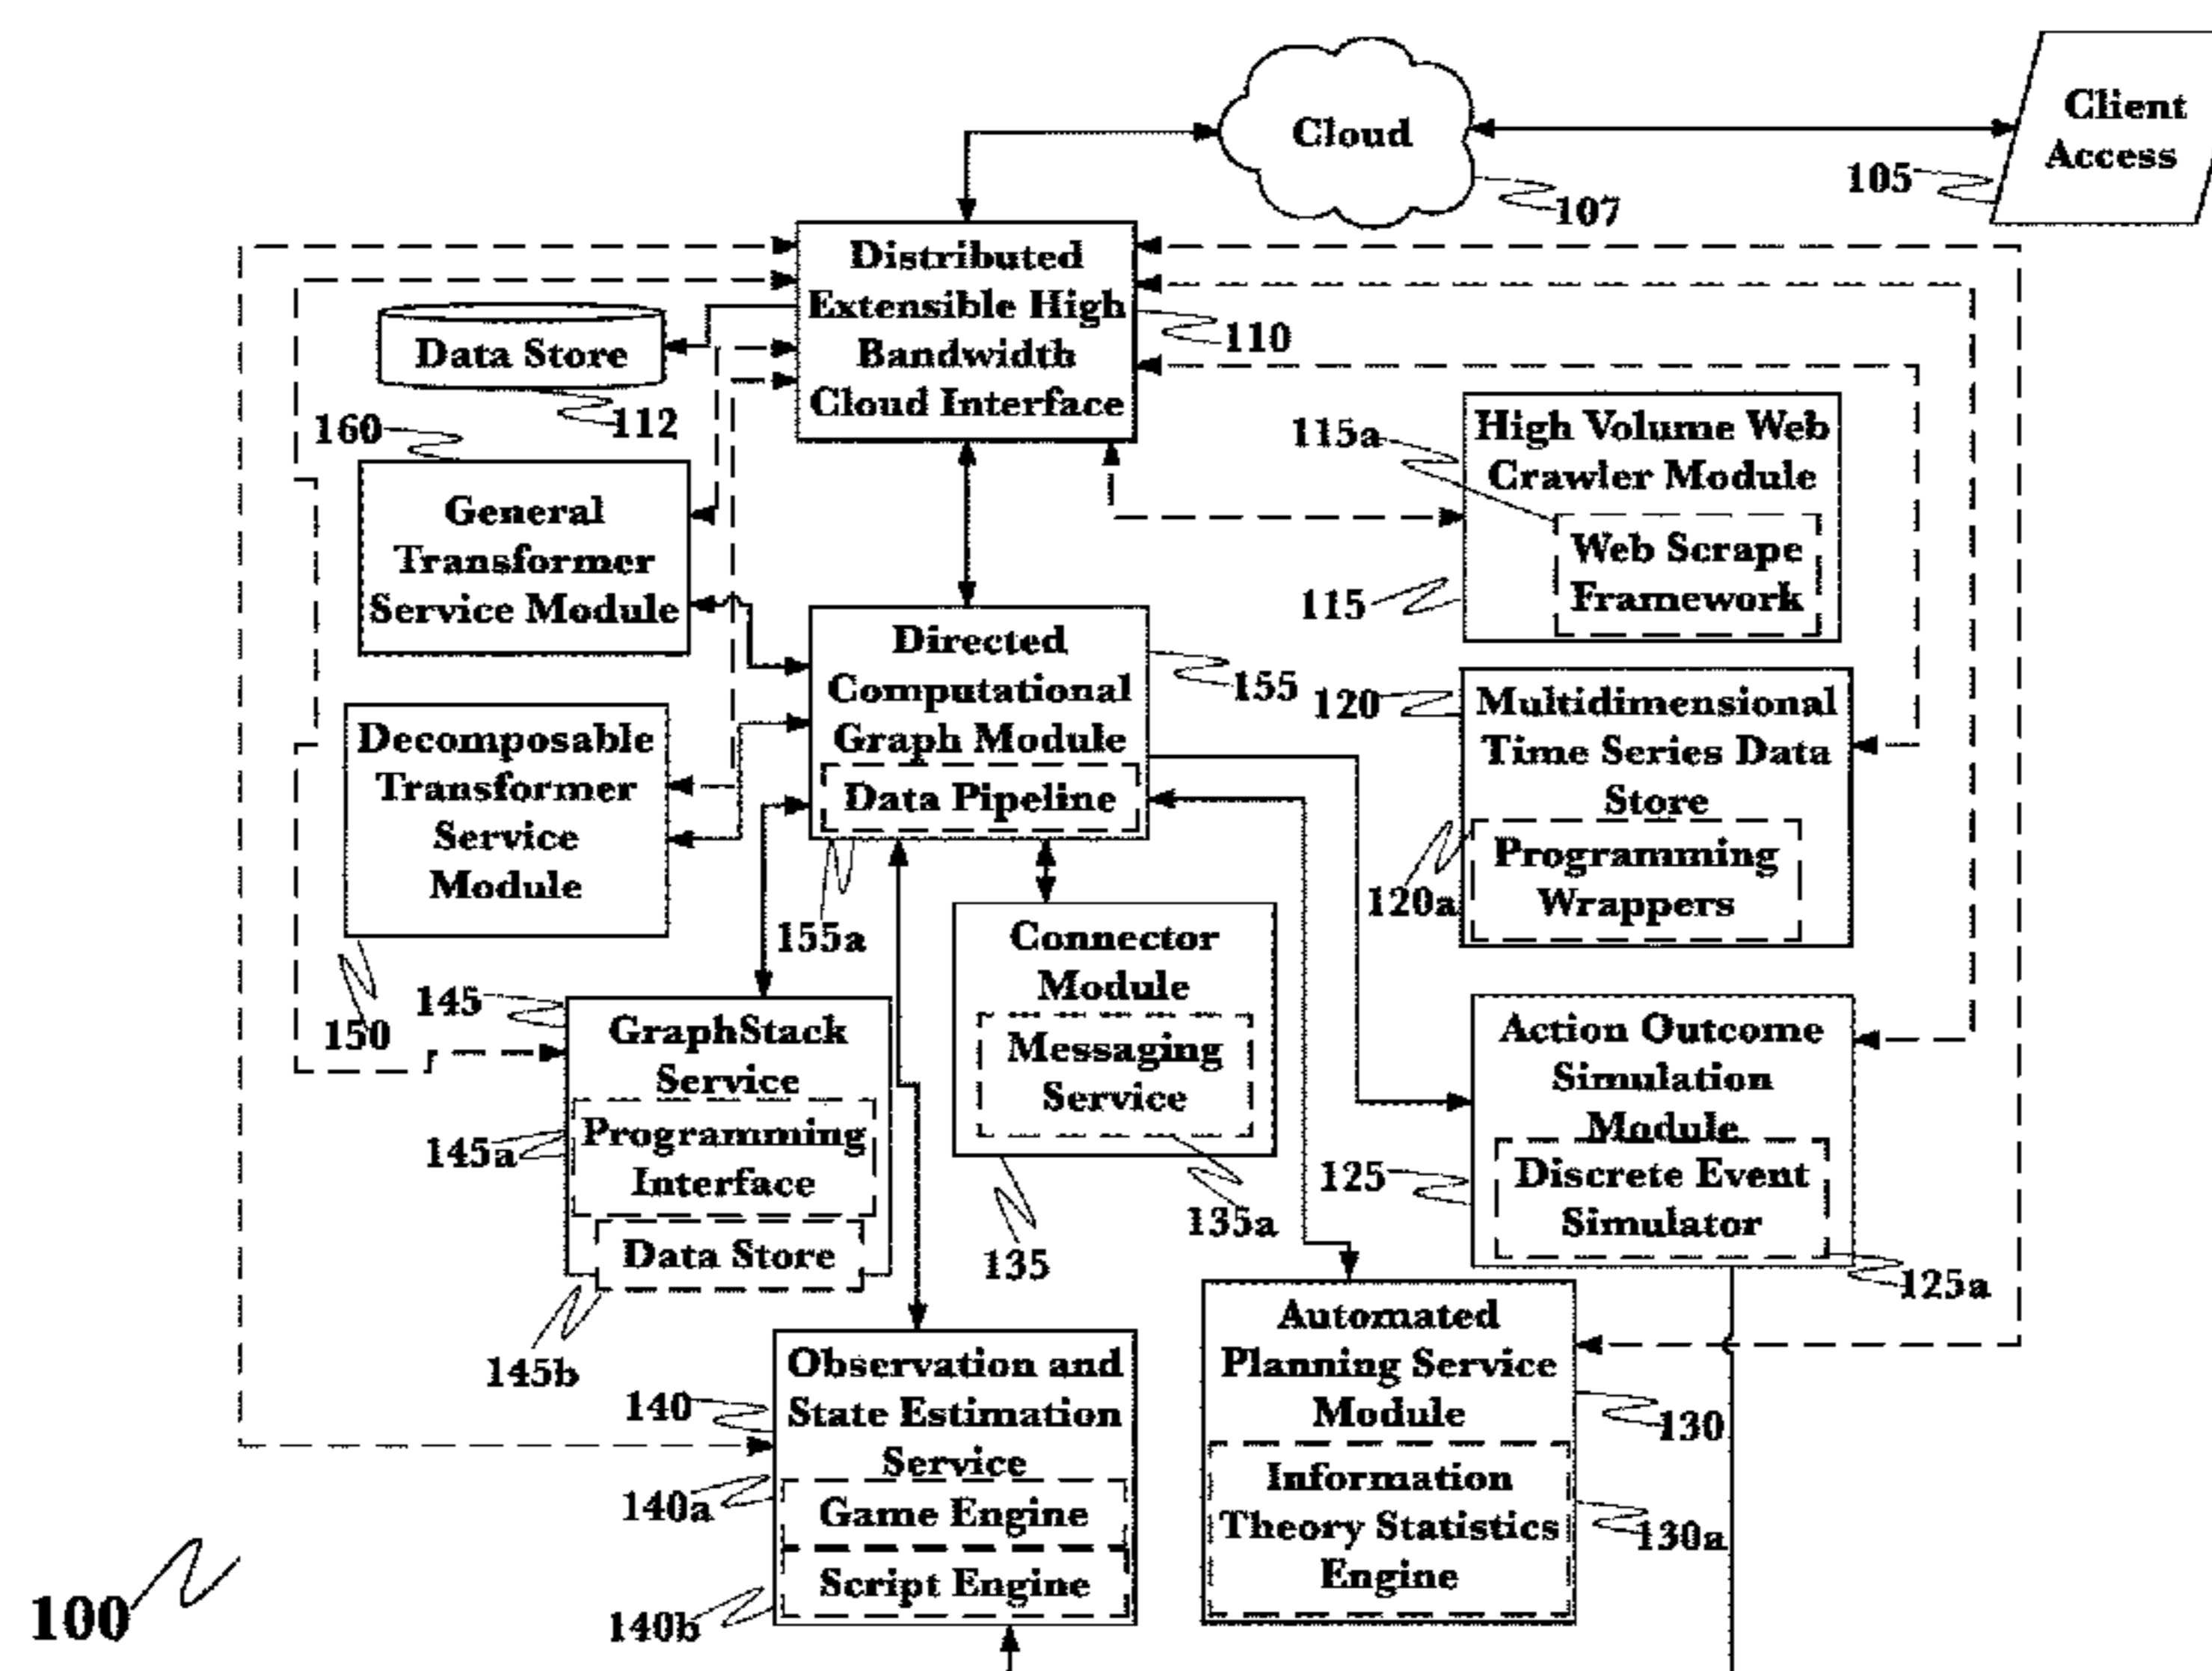 Cloud
107
Client
Access
105
Distributed
Extensible High
Bandwidth
Cloud Interface
110
Data Store
112
160
General
Transformer
Service Module
High Volume Web
Crawler Module
115a
Web Scrape
Framework
115
Directed
Computational
Graph Module
Data Pipeline
155
155a
120
Multidimensional
Time Series Data
Store
Programming
Wrappers
120a
Decomposable
Transformer
Service
Module
150
145
GraphStack
Service
Programming
Interface
145a
Data Store
145b
Connector
Module
Messaging
Service
135a
135
Action Outcome
Simulation
Module
Discrete Event
Simulator
125
125a
140
Observation and
State Estimation
Service
140a
Game Engine
Script Engine
140b
Automated
Planning Service
Module
130
Information
Theory Statistics
Engine
130a
100